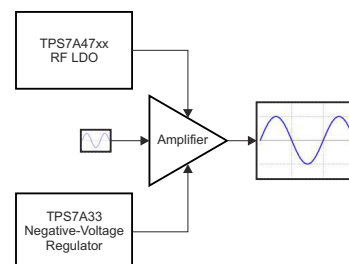 TPS7A47xx
RF LDO
Amplifier
TPS7A33
Negative-Voltage
Regulator